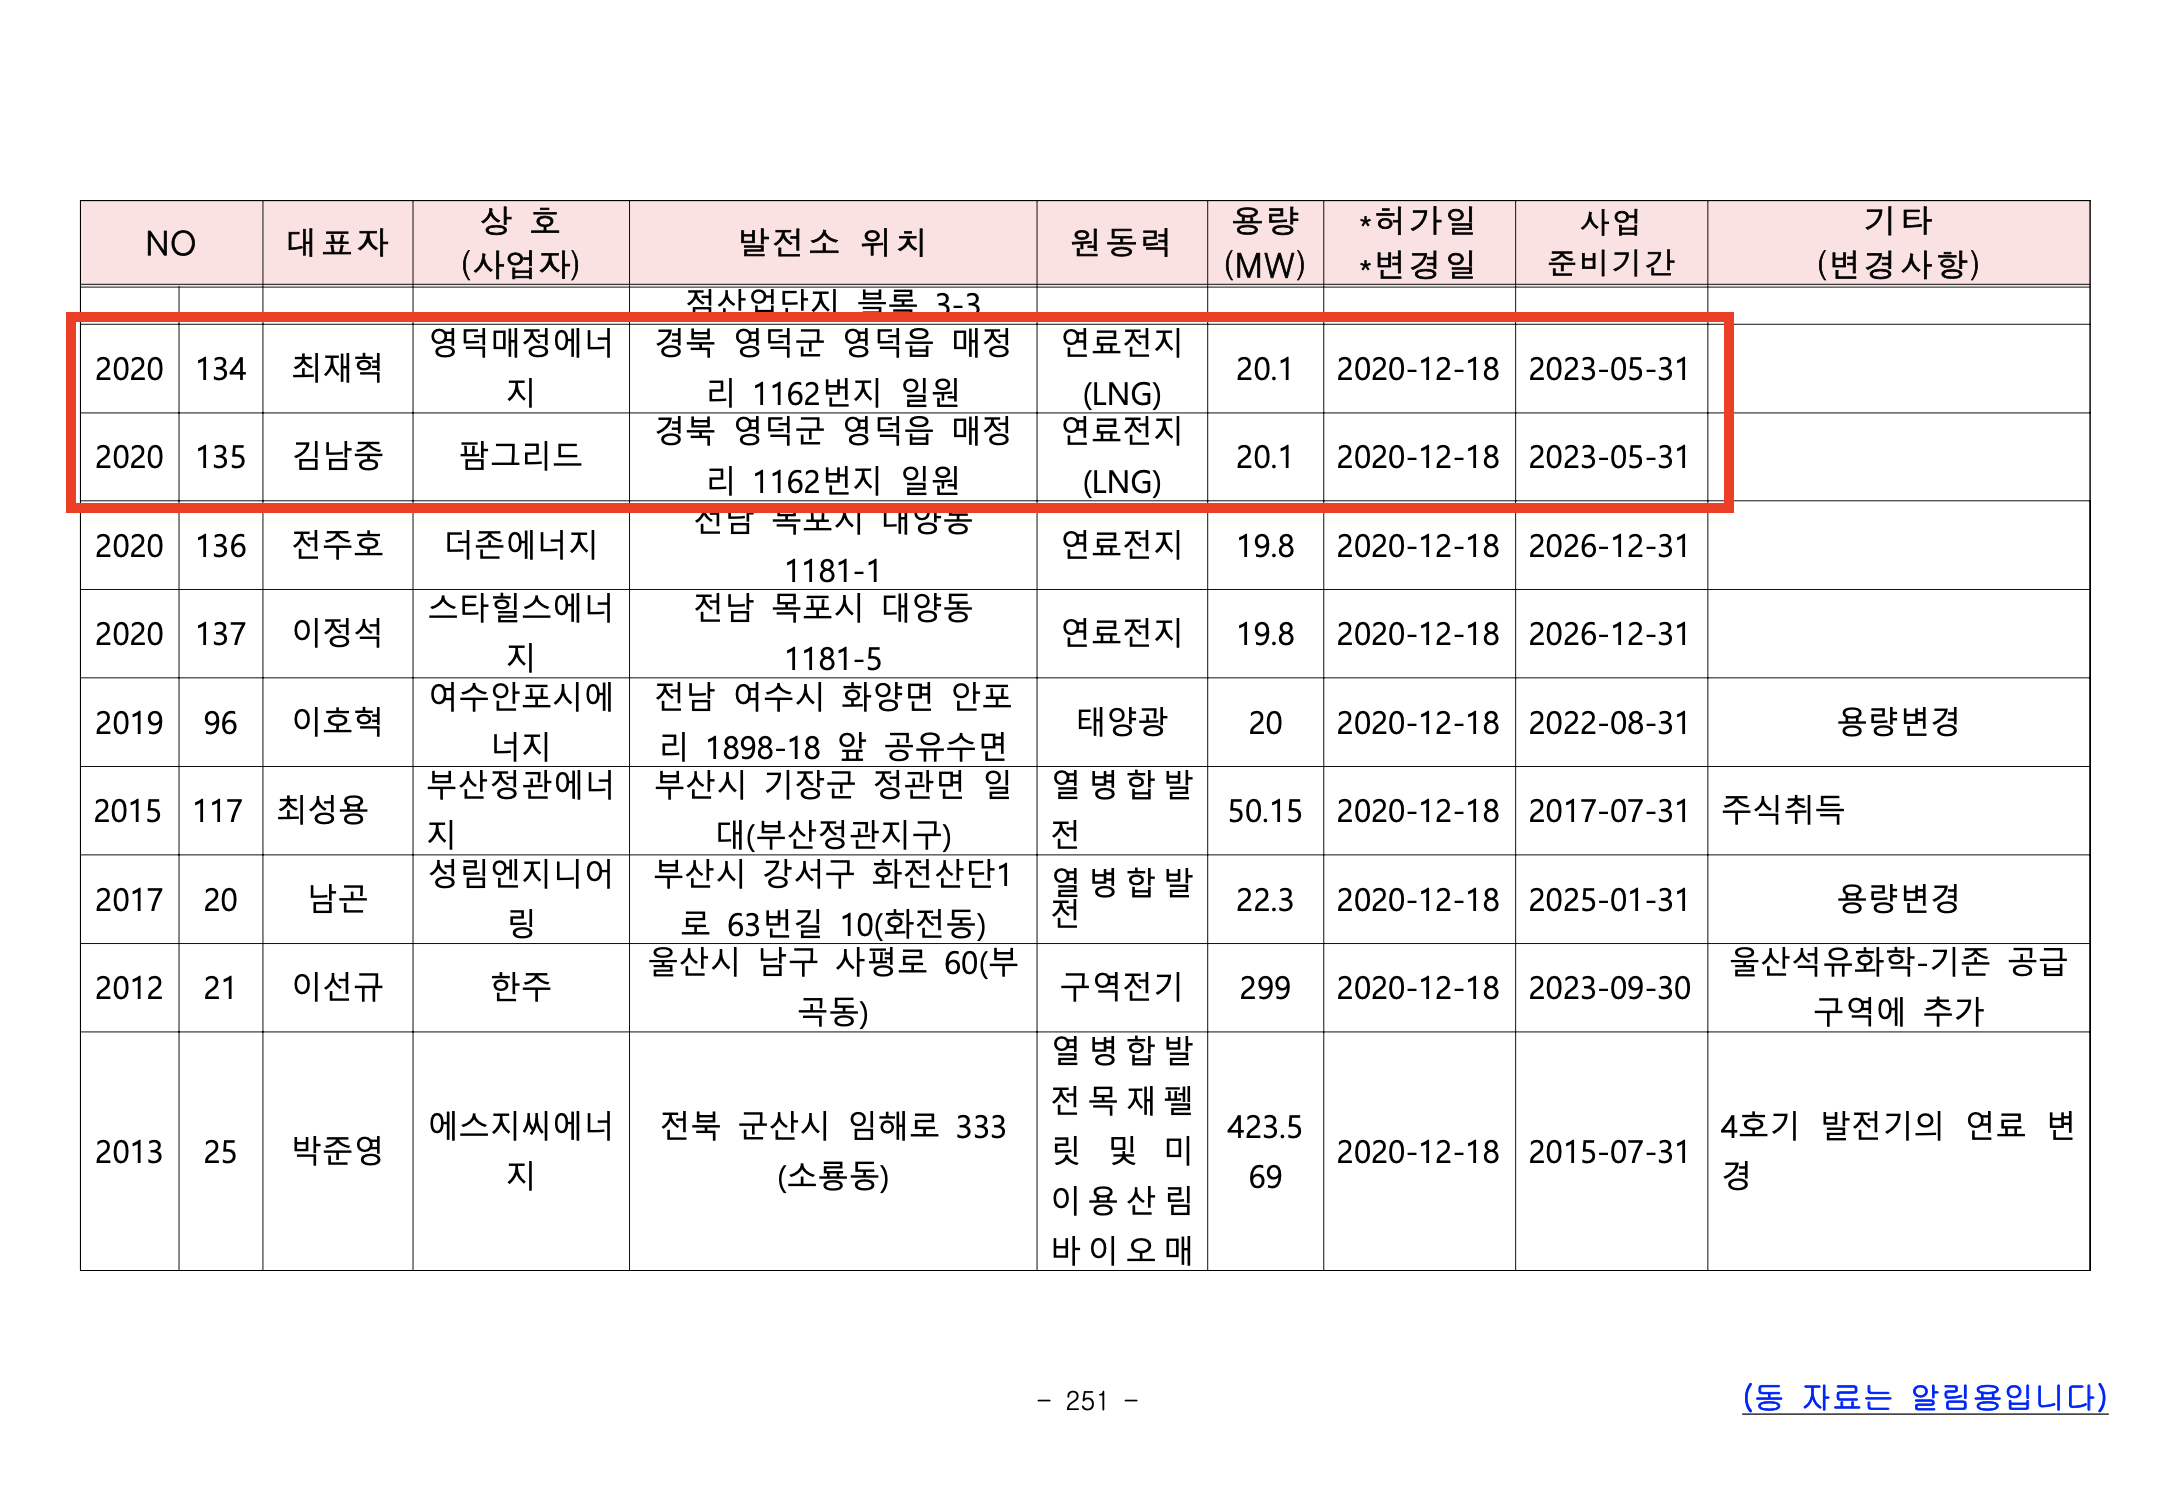 NO 대표자 상 호 (사업자) 발전소 위치 원동력 용량 (MW) *허가일 *변경일 사업 준비기간 기타 (변경사항)
점산업단지 블록 3-3
2020 134 최재혁 영덕매정에너지 경북 영덕군 영덕읍 매정리 1162번지 일원 연료전지(LNG) 20.1 2020-12-18 2023-05-31
2020 135 김남중 팜그리드 경북 영덕군 영덕읍 매정리 1162번지 일원 연료전지(LNG) 20.1 2020-12-18 2023-05-31
2020 136 전주호 더존에너지 전남 목포시 대양동 1181-1 연료전지 19.8 2020-12-18 2026-12-31
2020 137 이정석 스타힐스에너지 전남 목포시 대양동 1181-5 연료전지 19.8 2020-12-18 2026-12-31
2019 96 이호혁 여수안포시에너지 전남 여수시 화양면 안포리 1898-18 앞 공유수면 태양광 20 2020-12-18 2022-08-31 용량변경
2015 117 최성용 부산정관에너지 부산시 기장군 정관면 일대(부산정관지구) 열병합발전 50.15 2020-12-18 2017-07-31 주식취득
2017 20 남곤 성림엔지니어링 부산시 강서구 화전산단1로 63번길 10(화전동) 열병합발전 22.3 2020-12-18 2025-01-31 용량변경
2012 21 이선규 한주 울산시 남구 사평로 60(부곡동) 구역전기 299 2020-12-18 2023-09-30 울산석유화학-기존 공급구역에 추가
2013 25 박준영 에스지씨에너지 전북 군산시 임해로 333 (소룡동) 열병합발전목재펠릿 및 미이용산림바이오매 423.569 2020-12-18 2015-07-31 4호기 발전기의 연료 변경
- 251 -
(동 자료는 알림용입니다)